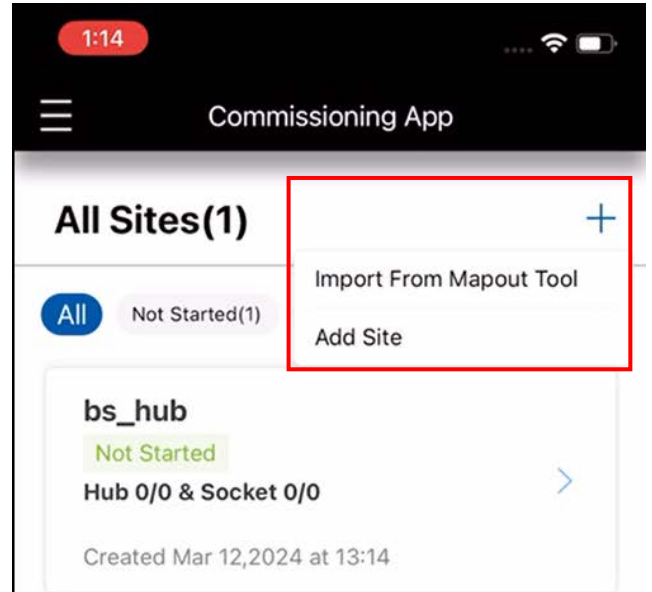 1:14
Commissioning App
All Sites(1)
Import From Mapout Tool
All Not Started(1)
Add Site
bs_hub
Not Started
Hub 0/0 & Socket 0/0
Created Mar 12,2024 at 13:14